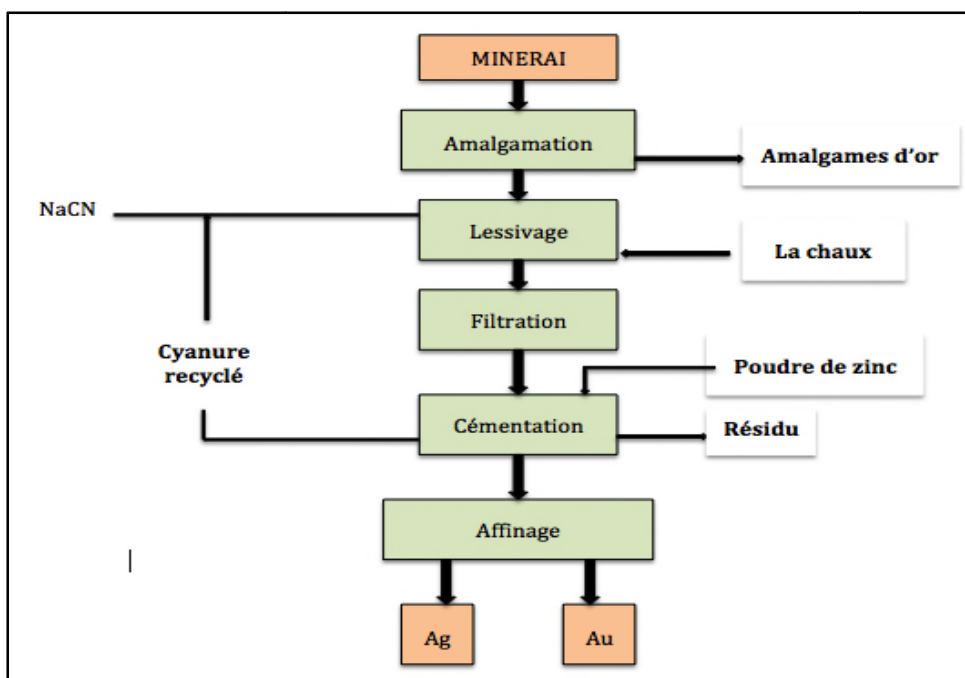 MINERAI
Amalgamation
Amalgames d'or
NaCN
Lessivage
La chaux
Filtration
Cyanure
recyclé
Poudre de zinc
Cémentation
Résidu
Affinage
Ag
Au